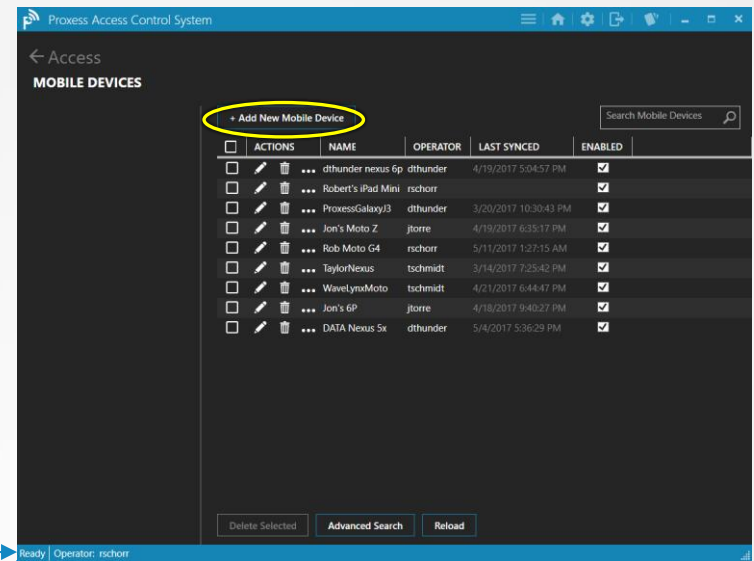 Proxess Access Control System
Access
MOBILE DEVICES
+ Add New Mobile Device
Search Mobile Devices
ACTIONS NAME OPERATOR LAST SYNCED ENABLED
dthunder nexus 6p dthunder 4/19/2017 5:04:57 PM
Robert's iPad Mini rschorr
ProxessGalaxyJ3 dthunder 3/20/2017 10:30:43 PM
Jon's Moto Z jtorre 4/19/2017 6:35:17 PM
Rob Moto G4 rschorr 5/11/2017 1:27:15 AM
TaylorNexus tschmidt 3/14/2017 7:25:42 PM
WaveLynxMoto tschmidt 4/21/2017 6:44:47 PM
Jon's 6P jtorre 4/18/2017 9:40:27 PM
DATA Nexus 5x dthunder 5/4/2017 5:36:29 PM
Delete Selected Advanced Search Reload
Ready Operator: rschorr